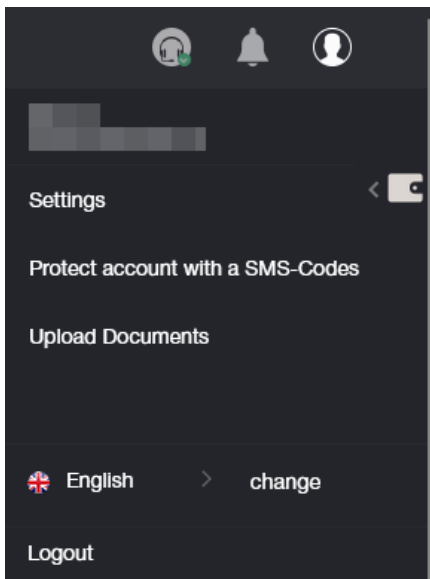 Settings
Protect account with a SMS-Codes
Upload Documents
English > change
Logout